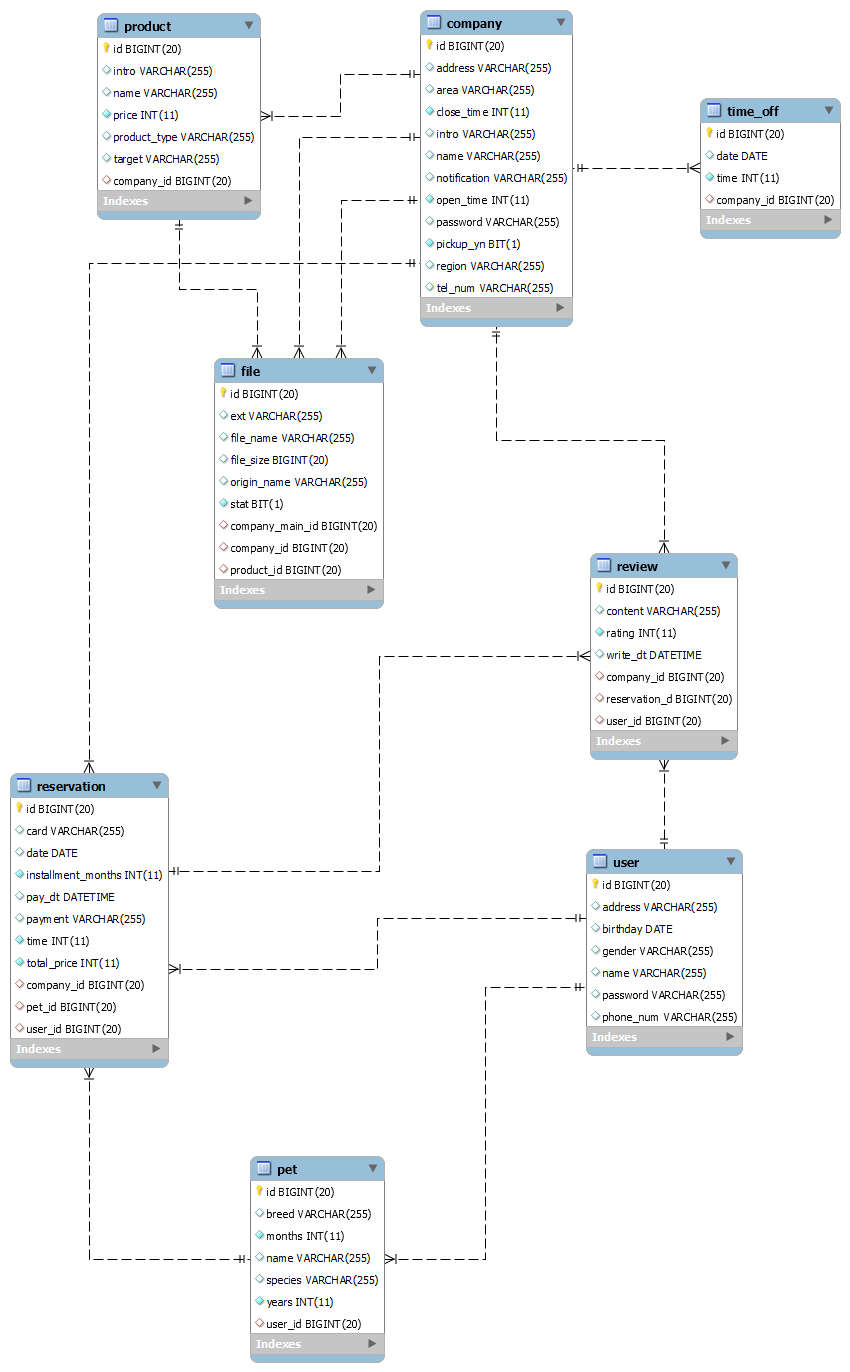 product
id BIGINT(20)
intro VARCHAR(255)
name VARCHAR(255)
price INT(11)
product_type VARCHAR(255)
target VARCHAR(255)
company_id BIGINT(20)
Indexes
company
id BIGINT(20)
address VARCHAR(255)
area VARCHAR(255)
close_time INT(11)
intro VARCHAR(255)
name VARCHAR(255)
notification VARCHAR(255)
open_time INT(11)
password VARCHAR(255)
pickup_yn BIT(1)
region VARCHAR(255)
tel_num VARCHAR(255)
Indexes
time_off
id BIGINT(20)
date DATE
time INT(11)
company_id BIGINT(20)
Indexes
file
id BIGINT(20)
ext VARCHAR(255)
file_name VARCHAR(255)
file_size BIGINT(20)
origin_name VARCHAR(255)
stat BIT(1)
company_main_id BIGINT(20)
company_id BIGINT(20)
product_id BIGINT(20)
Indexes
review
id BIGINT(20)
content VARCHAR(255)
rating INT(11)
write_dt DATETIME
company_id BIGINT(20)
reservation_d BIGINT(20)
user_id BIGINT(20)
Indexes
reservation
id BIGINT(20)
card VARCHAR(255)
date DATE
installment_months INT(11)
pay_dt DATETIME
payment VARCHAR(255)
time INT(11)
total_price INT(11)
company_id BIGINT(20)
pet_id BIGINT(20)
user_id BIGINT(20)
Indexes
user
id BIGINT(20)
address VARCHAR(255)
birthday DATE
gender VARCHAR(255)
name VARCHAR(255)
password VARCHAR(255)
phone_num VARCHAR(255)
Indexes
pet
id BIGINT(20)
breed VARCHAR(255)
months INT(11)
name VARCHAR(255)
species VARCHAR(255)
years INT(11)
user_id BIGINT(20)
Indexes